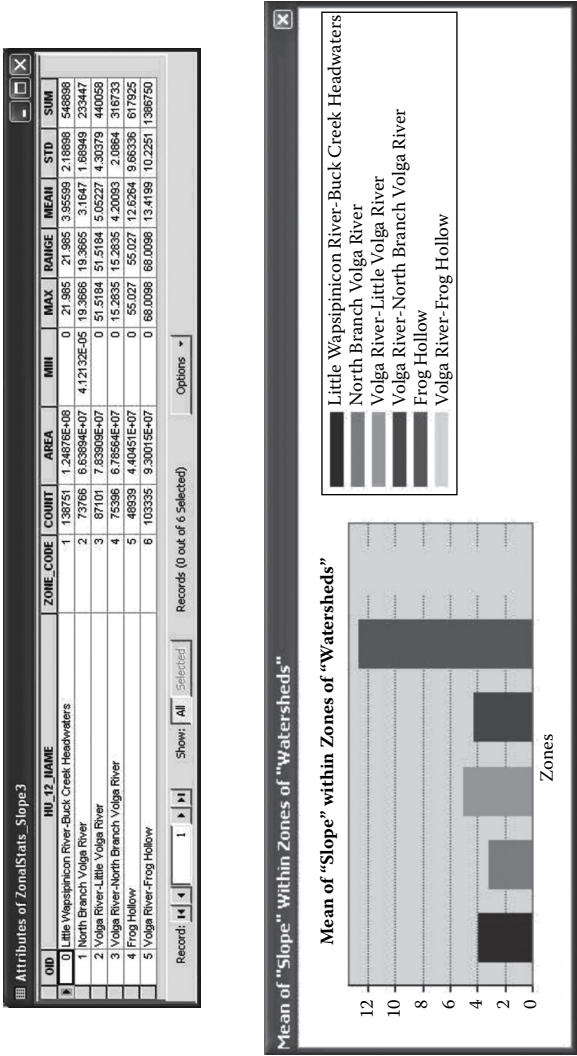 Attributes of ZonalStats_Slope3
OID HU_12_NAME ZONE_CODE COUNT AREA MIN MAX RANGE MEAN STD SUM
0 Little Wapsipinicon River-Buck Creek Headwaters 1 138751 1.24876E+08 0 21.985 21.985 3.95599 2.18898 548898
1 North Branch Volga River 2 73766 6.63894E+07 4.12132E-05 19.3666 19.3665 3.1647 1.68949 233447
2 Volga River-Little Volga River 3 87101 7.83909E+07 0 51.5184 51.5184 5.05227 4.30379 440058
3 Volga River-North Branch Volga River 4 75396 6.78564E+07 0 15.2835 15.2835 4.20093 2.0864 316733
4 Frog Hollow 5 48939 4.40451E+07 0 55.027 55.027 12.6264 9.66336 617925
5 Volga River-Frog Hollow 6 103335 9.30015E+07 0 68.0098 68.0098 13.4199 10.2251 1386750
Record: 1 Show: All Selected Records (0 out of 6 Selected) Options
Mean of "Slope" Within Zones of "Watersheds"
Mean of “Slope” within Zones of “Watersheds”
12
10
8
6
4
2
0
Zones
Little Wapsipinicon River-Buck Creek Headwaters
North Branch Volga River
Volga River-Little Volga River
Volga River-North Branch Volga River
Frog Hollow
Volga River-Frog Hollow